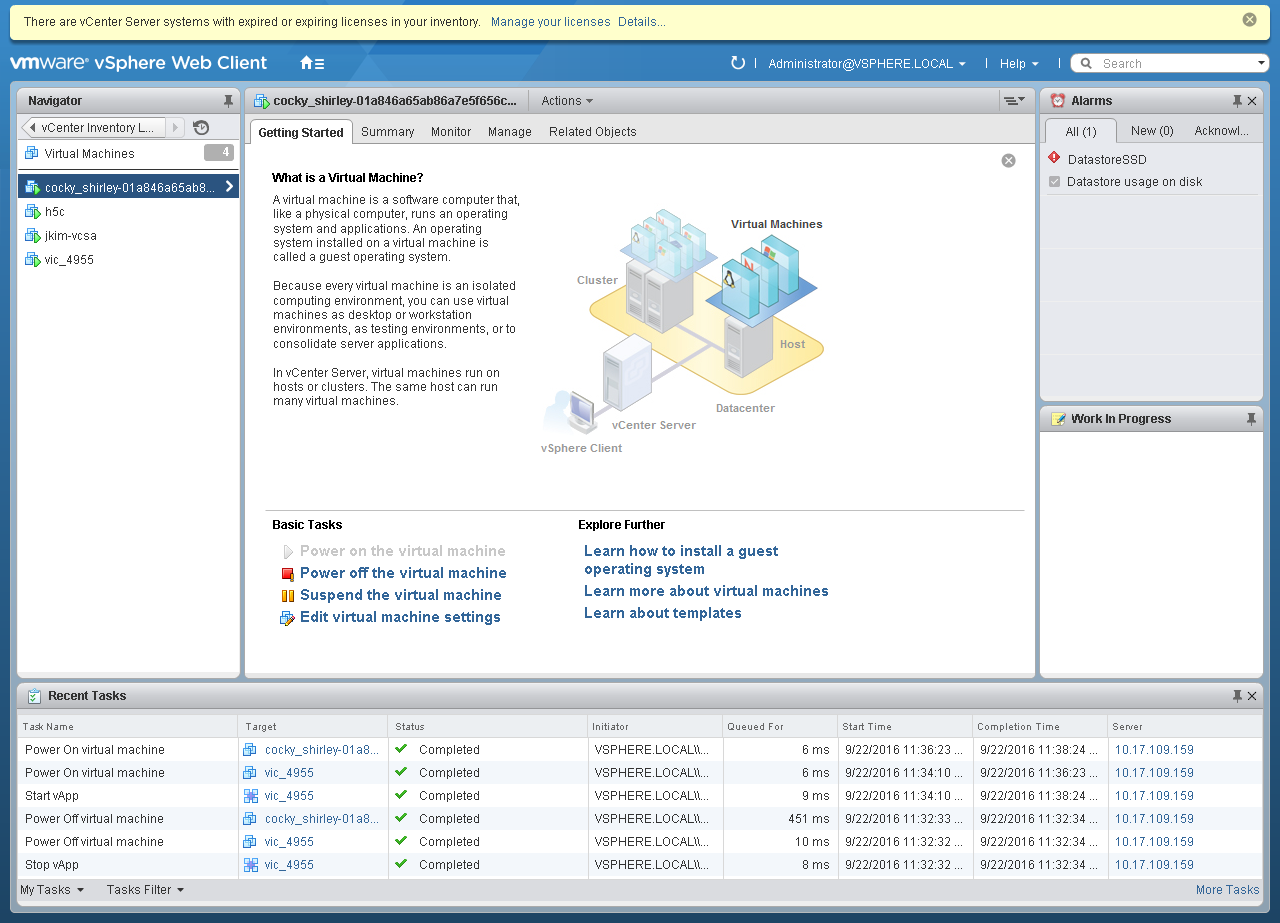 There are vCenter Server systems with expired or expiring licenses in your inventory. Manage your licenses Details...
vmware® vSphere Web Client
Administrator@VSPHERE.LOCAL
Help
Search
Navigator
vCenter Inventory L...
Virtual Machines 4
cocky_shirley-01a846a65ab8...
h5c
jkim-vcsa
vic_4955
cocky_shirley-01a846a65ab86a7e5f656c... Actions
Getting Started Summary Monitor Manage Related Objects
What is a Virtual Machine?
A virtual machine is a software computer that,
like a physical computer, runs an operating
system and applications. An operating
system installed on a virtual machine is
called a guest operating system.
Because every virtual machine is an isolated
computing environment, you can use virtual
machines as desktop or workstation
environments, as testing environments, or to
consolidate server applications.
In vCenter Server, virtual machines run on
hosts or clusters. The same host can run
many virtual machines.
Virtual Machines
Cluster
Host
Datacenter
vCenter Server
vSphere Client
Basic Tasks
Power on the virtual machine
Power off the virtual machine
Suspend the virtual machine
Edit virtual machine settings
Explore Further
Learn how to install a guest
operating system
Learn more about virtual machines
Learn about templates
Alarms
All (1) New (0) Acknowl...
DatastoreSSD
Datastore usage on disk
Work In Progress
Recent Tasks
Task Name Target Status Initiator Queued For Start Time Completion Time Server
Power On virtual machine cocky_shirley-01a8... Completed VSPHERE.LOCAL\\... 6 ms 9/22/2016 11:36:23 ... 9/22/2016 11:38:24 ... 10.17.109.159
Power On virtual machine vic_4955 Completed VSPHERE.LOCAL\\... 6 ms 9/22/2016 11:34:10 ... 9/22/2016 11:36:23 ... 10.17.109.159
Start vApp vic_4955 Completed VSPHERE.LOCAL\\... 9 ms 9/22/2016 11:34:10 ... 9/22/2016 11:38:24 ... 10.17.109.159
Power Off virtual machine cocky_shirley-01a8... Completed VSPHERE.LOCAL\\... 451 ms 9/22/2016 11:32:33 ... 9/22/2016 11:32:34 ... 10.17.109.159
Power Off virtual machine vic_4955 Completed VSPHERE.LOCAL\\... 10 ms 9/22/2016 11:32:32 ... 9/22/2016 11:32:34 ... 10.17.109.159
Stop vApp vic_4955 Completed VSPHERE.LOCAL\\... 8 ms 9/22/2016 11:32:32 ... 9/22/2016 11:32:34 ... 10.17.109.159
My Tasks Tasks Filter More Tasks